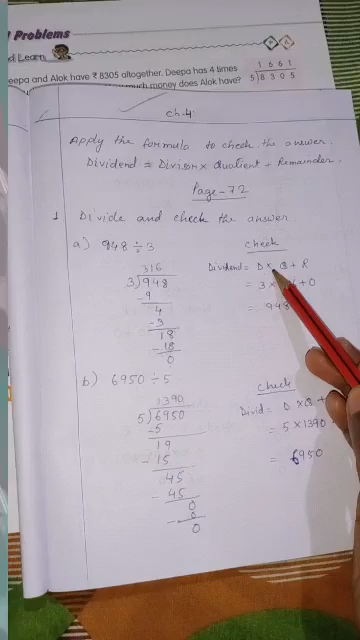 Problems
Learn
Deepa and Alok have ₹ 8305 altogether. Deepa has 4 times
much money does Alok have?
1 6 6 1
5) 8 3 0 5
Ch-4
Apply the formula to check the answer.
Dividend = Divisor x Quotient + Remainder.
Page-72
1 Divide and check the answer
a) 948 ÷ 3
316
3) 948
-9
4
-3
18
-18
0
Check
Dividend = D x Q + R
= 3 x +0
= 948
b) 6950 ÷ 5
1390
5) 6950
-5
19
- 15
45
- 45
0
- 0
0
Check
Divid = D x Q +
= 5 x 1390
= 6950